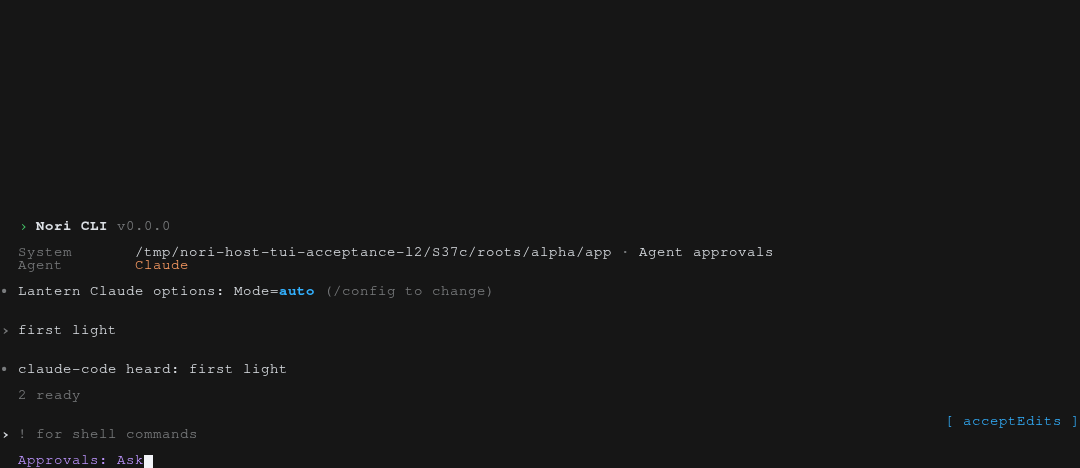 › Nori CLI v0.0.0
System /tmp/nori-host-tui-acceptance-l2/S37c/roots/alpha/app · Agent approvals
Agent Claude
• Lantern Claude options: Mode=auto (/config to change)
› first light
• claude-code heard: first light
2 ready
[ acceptEdits ]
› ! for shell commands
Approvals: Ask